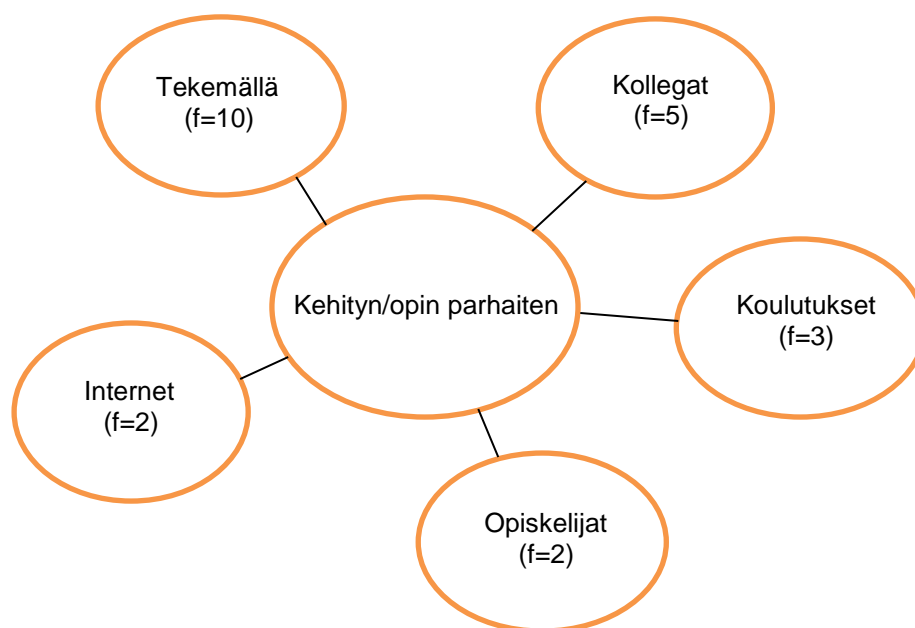 Tekemällä
(f=10)
Kollegat
(f=5)
Kehityn/opin parhaiten
Koulutukset
(f=3)
Internet
(f=2)
Opiskelijat
(f=2)